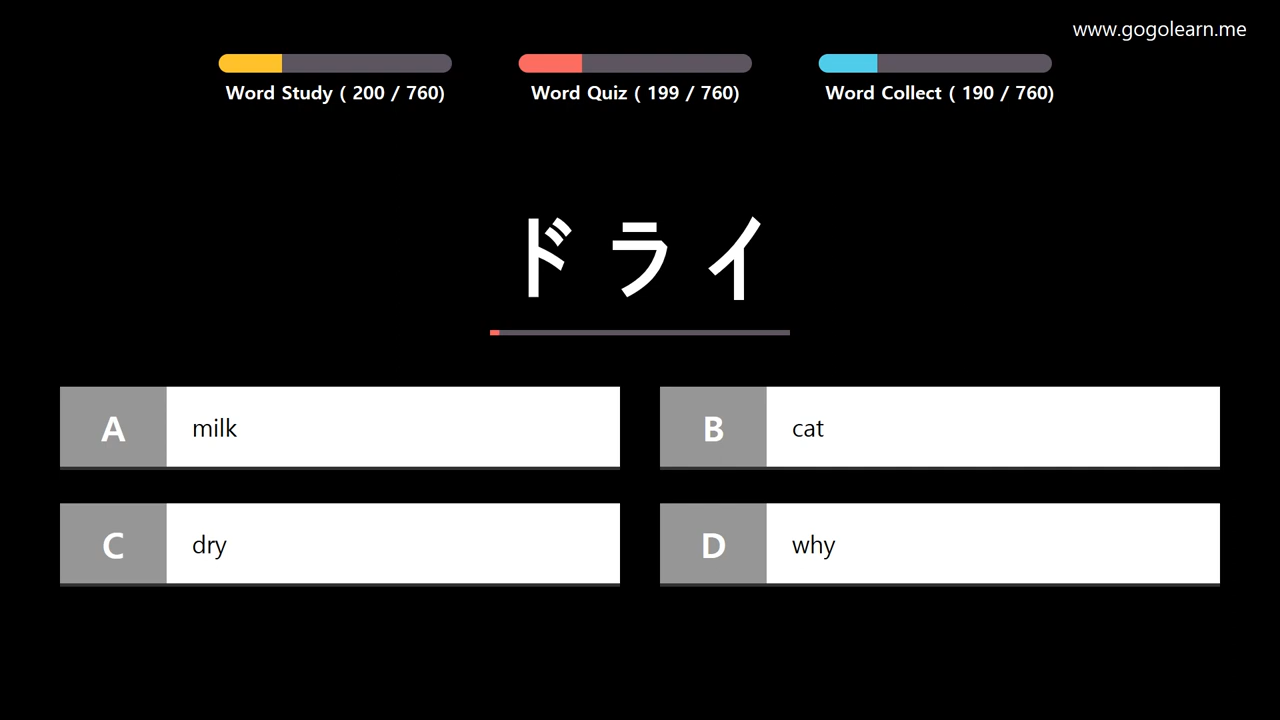 www.gogolearn.me
Word Study ( 200 / 760)
Word Quiz ( 199 / 760)
Word Collect ( 190 / 760)
ドライ
A milk
B cat
C dry
D why